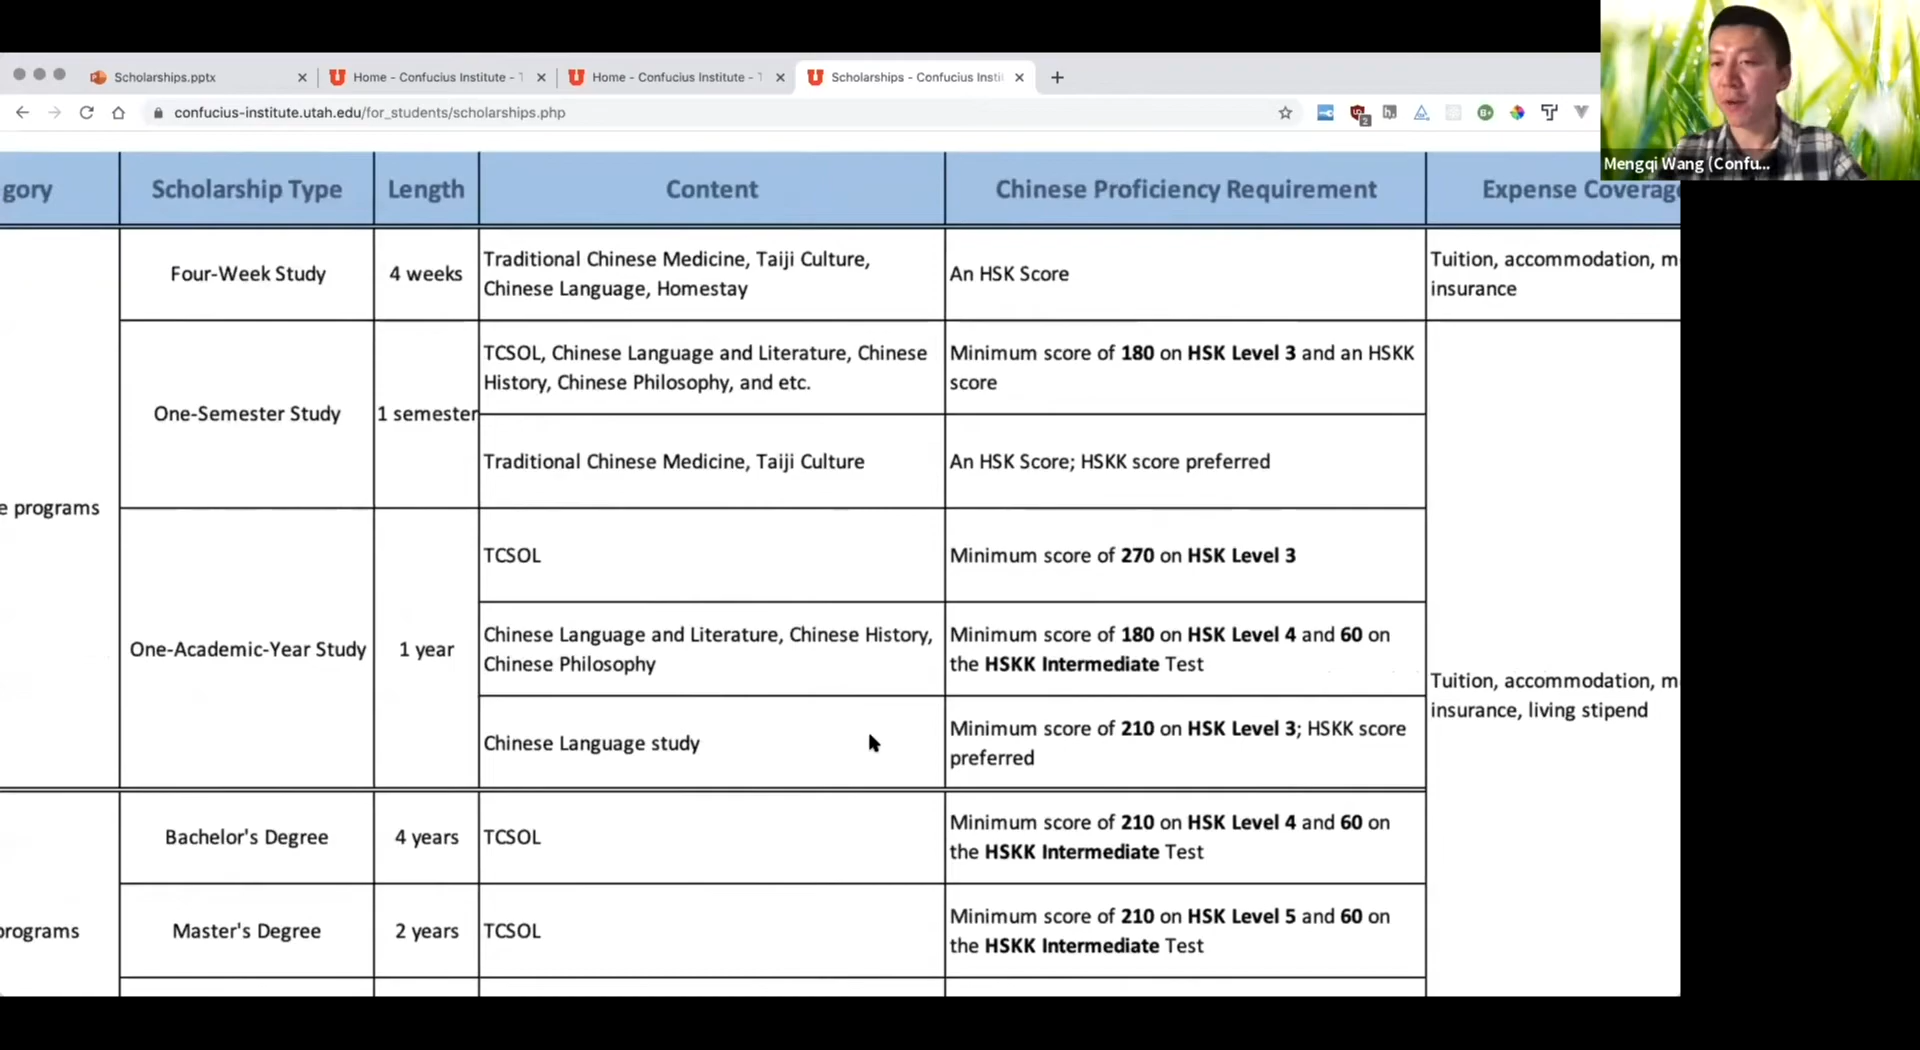 Scholarships.pptx
Home - Confucius Institute - T
Home - Confucius Institute - T
Scholarships - Confucius Insti
confucius-institute.utah.edu/for_students/scholarships.php
2
Mengqi Wang (Confu...
gory
Scholarship Type
Length
Content
Chinese Proficiency Requirement
Expense Coverag
Four-Week Study
4 weeks
Traditional Chinese Medicine, Taiji Culture,
Chinese Language, Homestay
An HSK Score
Tuition, accommodation, m
insurance
One-Semester Study
1 semester
TCSOL, Chinese Language and Literature, Chinese
History, Chinese Philosophy, and etc.
Minimum score of 180 on HSK Level 3 and an HSKK
score
Traditional Chinese Medicine, Taiji Culture
An HSK Score; HSKK score preferred
e programs
One-Academic-Year Study
1 year
TCSOL
Minimum score of 270 on HSK Level 3
Chinese Language and Literature, Chinese History,
Chinese Philosophy
Minimum score of 180 on HSK Level 4 and 60 on
the HSKK Intermediate Test
Chinese Language study
Minimum score of 210 on HSK Level 3; HSKK score
preferred
Tuition, accommodation, m
insurance, living stipend
Bachelor's Degree
4 years
TCSOL
Minimum score of 210 on HSK Level 4 and 60 on
the HSKK Intermediate Test
programs
Master's Degree
2 years
TCSOL
Minimum score of 210 on HSK Level 5 and 60 on
the HSKK Intermediate Test